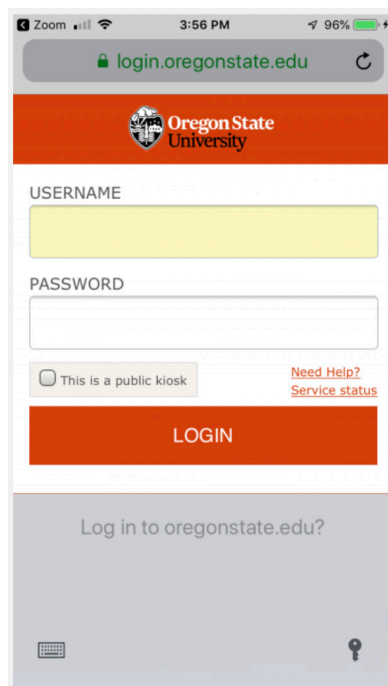 Zoom 3:56 PM 96%
login.oregonstate.edu
Oregon State
University
USERNAME
PASSWORD
This is a public kiosk
Need Help?
Service status
LOGIN
Log in to oregonstate.edu?